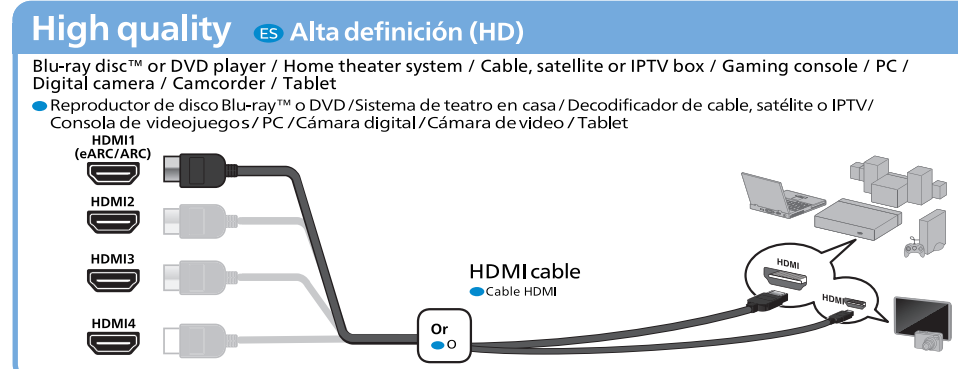 High quality ES Alta definición (HD)
Blu-ray disc™ or DVD player / Home theater system / Cable, satellite or IPTV box / Gaming console / PC /
Digital camera / Camcorder / Tablet
Reproductor de disco Blu-ray™ o DVD / Sistema de teatro en casa / Decodificador de cable, satélite o IPTV/
Consola de videojuegos / PC / Cámara digital / Cámara de video / Tablet
HDMI1
(eARC/ARC)
HDMI2
HDMI3
HDMI4
HDMI cable
Cable HDMI
Or
O
HDMI
HDMI